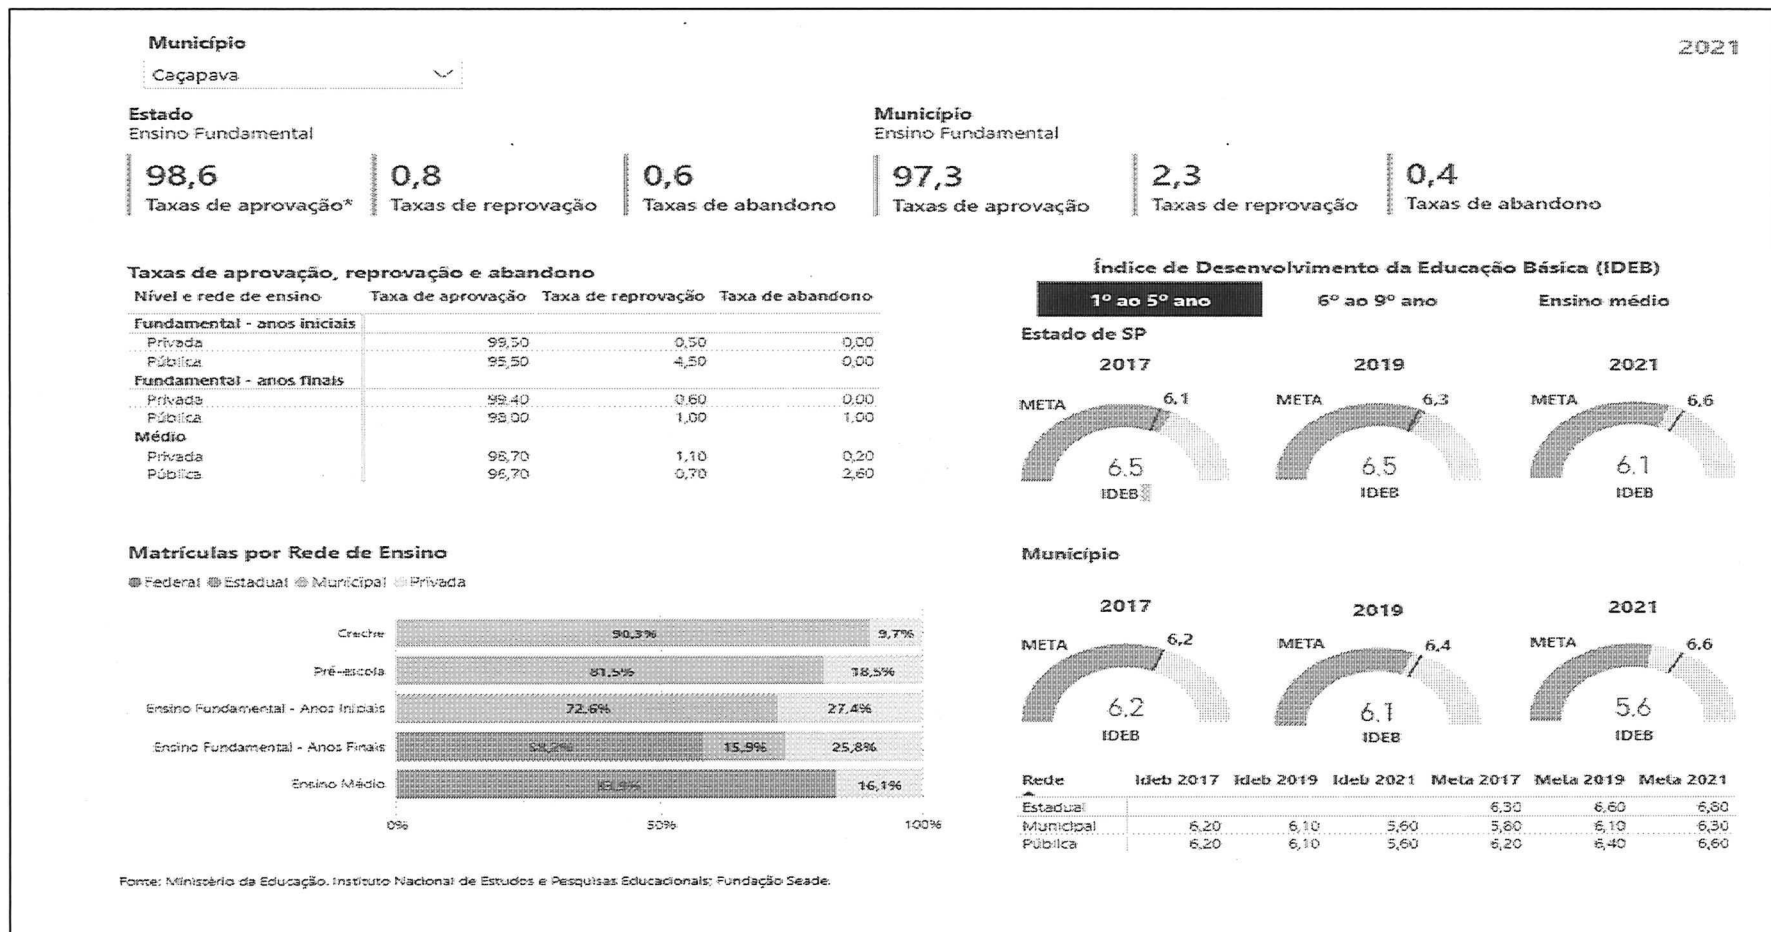 Município
2021
Caçapava
Estado
Ensino Fundamental
98,6
Taxas de aprovação*
0,8
Taxas de reprovação
0,6
Taxas de abandono
Município
Ensino Fundamental
97,3
Taxas de aprovação
2,3
Taxas de reprovação
0,4
Taxas de abandono
Taxas de aprovação, reprovação e abandono
Nível e rede de ensino Taxa de aprovação Taxa de reprovação Taxa de abandono
Fundamental - anos iniciais
Privada 99,50 0,50 0,00
Pública 95,50 4,50 0,00
Fundamental - anos finais
Privada 99,40 0,60 0,00
Pública 98,00 1,00 1,00
Médio
Privada 98,70 1,10 0,20
Pública 96,70 0,70 2,60
Índice de Desenvolvimento da Educação Básica (IDEB)
1º ao 5º ano 6º ao 9º ano Ensino médio
Estado de SP
2017 2019 2021
META 6,1 META 6,3 META 6,6
6.5 6.5 6.1
IDEB IDEB IDEB
Matrículas por Rede de Ensino
Federal Estadual Municipal Privada
Creche 90,3% 9,7%
Pré-escola 81,5% 18,5%
Ensino Fundamental - Anos Iniciais 72,6% 27,4%
Ensino Fundamental - Anos Finais 58,2% 15,9% 25,8%
Ensino Médio 83,9% 16,1%
0% 50% 100%
Município
2017 2019 2021
META 6,2 META 6,4 META 6,6
6.2 6.1 5.6
IDEB IDEB IDEB
Rede Ideb 2017 Ideb 2019 Ideb 2021 Meta 2017 Meta 2019 Meta 2021
Estadual 6,30 6,60 6,80
Municipal 6,20 6,10 5,60 5,80 6,10 6,30
Pública 6,20 6,10 5,60 6,20 6,40 6,60
Fonte: Ministério da Educação. Instituto Nacional de Estudos e Pesquisas Educacionais; Fundação Seade.